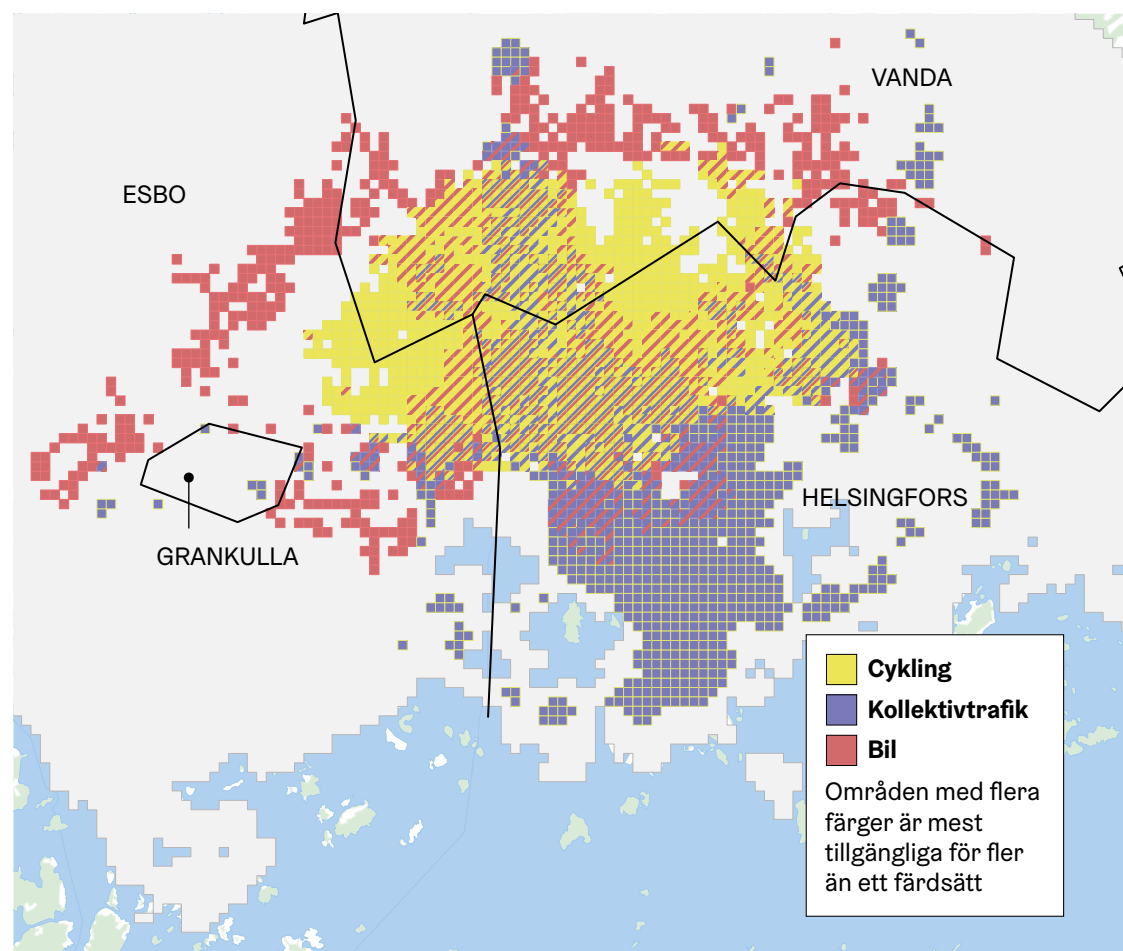 VANDA
ESBO
HELSINGFORS
GRANKULLA
Cykling
Kollektivtrafik
Bil
Områden med flera
färger är mest
tillgängliga för fler
än ett färdsätt